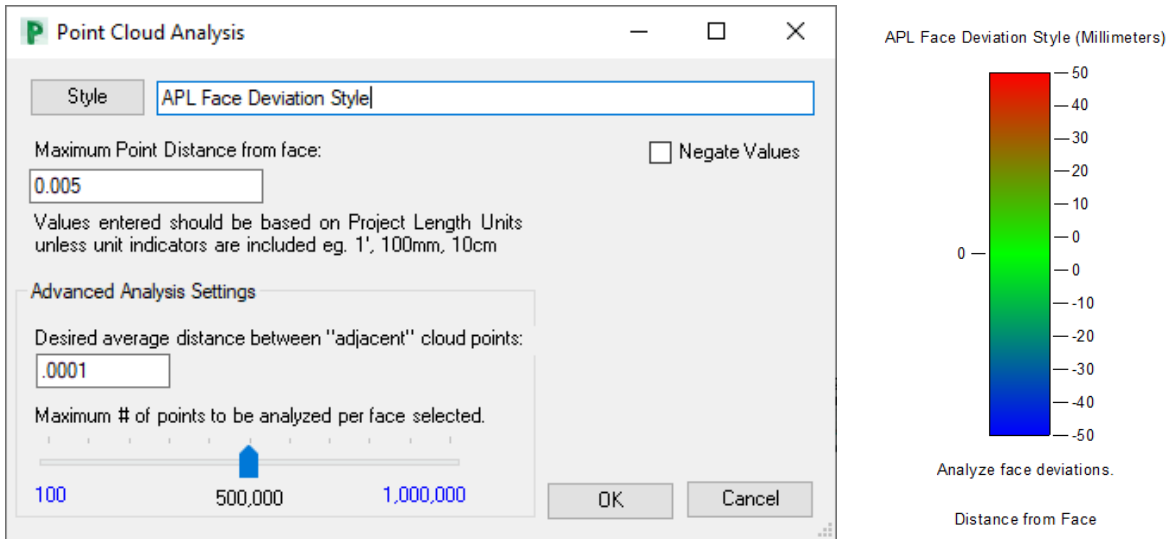 Point Cloud Analysis
Style
APL Face Deviation Style
Maximum Point Distance from face:
Negate Values
0.005
Values entered should be based on Project Length Units
unless unit indicators are included eg. 1', 100mm, 10cm
Advanced Analysis Settings
Desired average distance between "adjacent" cloud points:
.0001
Maximum # of points to be analyzed per face selected.
100
500,000
1,000,000
OK
Cancel
APL Face Deviation Style (Millimeters)
50
40
30
20
10
0
0
0
-10
-20
-30
-40
-50
Analyze face deviations.
Distance from Face